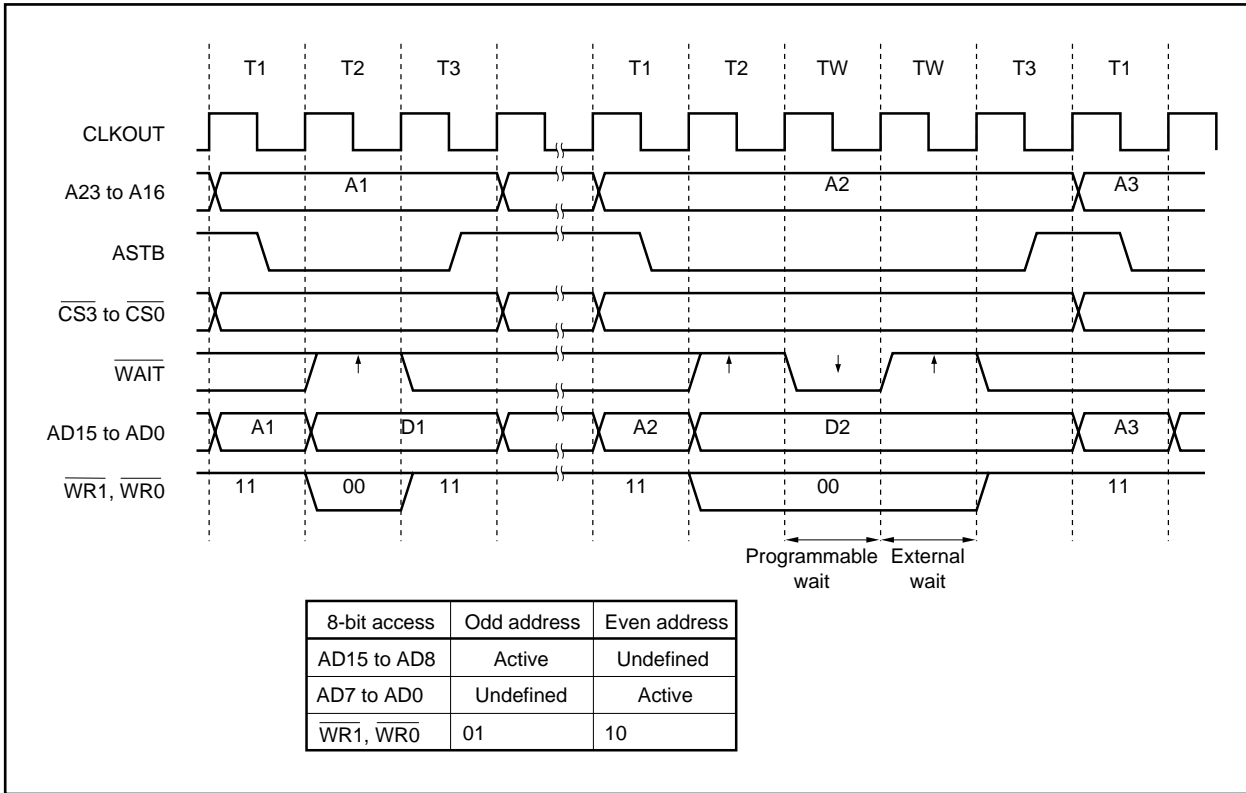 T1 T2 T3 T1 T2 TW TW T3 T1
CLKOUT
A23 to A16 A1 A2 A3
ASTB
CS3 to CS0
WAIT
AD15 to AD0 A1 D1 A2 D2 A3
WR1, WR0 11 00 11 11 00 11
Programmable wait
External wait
8-bit access Odd address Even address
AD15 to AD8 Active Undefined
AD7 to AD0 Undefined Active
WR1, WR0 01 10